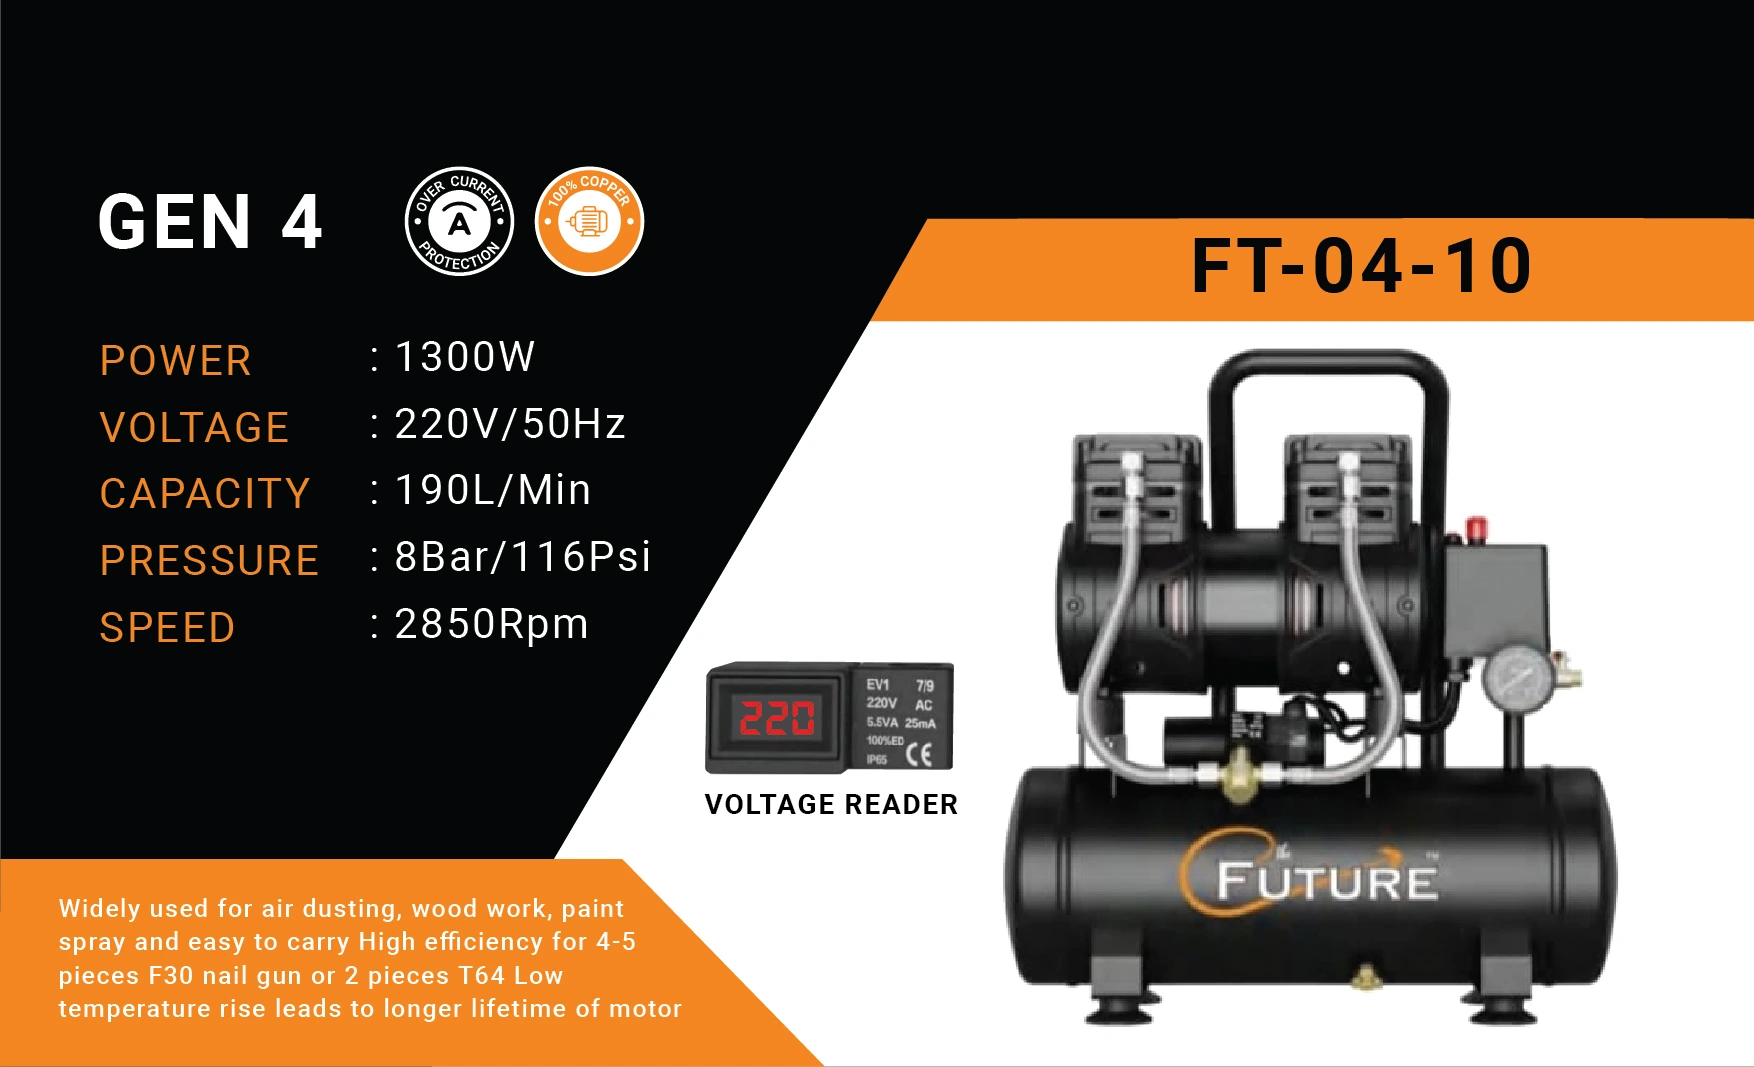 GEN 4
OVER CURRENT
A
PROTECTION
100% COPPER
FT-04-10
POWER : 1300W
VOLTAGE : 220V/50Hz
CAPACITY : 190L/Min
PRESSURE : 8Bar/116Psi
SPEED : 2850Rpm
220
EV1 7/9
220V AC
5.5VA 25mA
100%ED
IP65 CE
VOLTAGE READER
FUTURE ™
Widely used for air dusting, wood work, paint
spray and easy to carry High efficiency for 4-5
pieces F30 nail gun or 2 pieces T64 Low
temperature rise leads to longer lifetime of motor